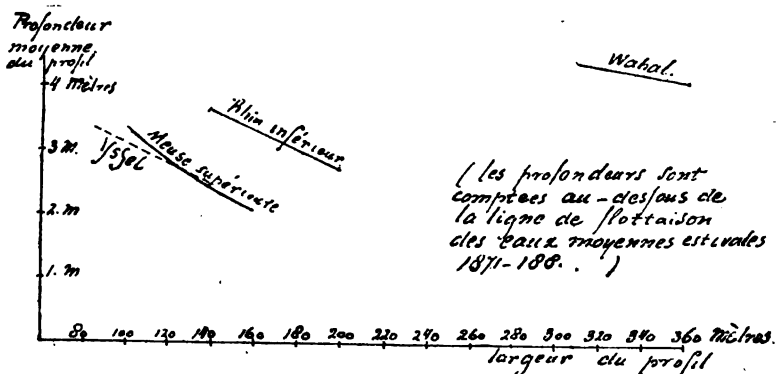 Profondeur
moyenne
du profil
4 Mètres
Wahal.
Rhin inférieur
3 m.
Yssel
Meuse supérieure
2. m
1. m
( les profondeurs sont
comptees au-dessous de
la ligne de flottaison
des eaux moyennes estivales
1871-188. . )
80 100 120 140 160 180 200 220 240 260 280 300 320 340 360 Mètres.
largeur du profil